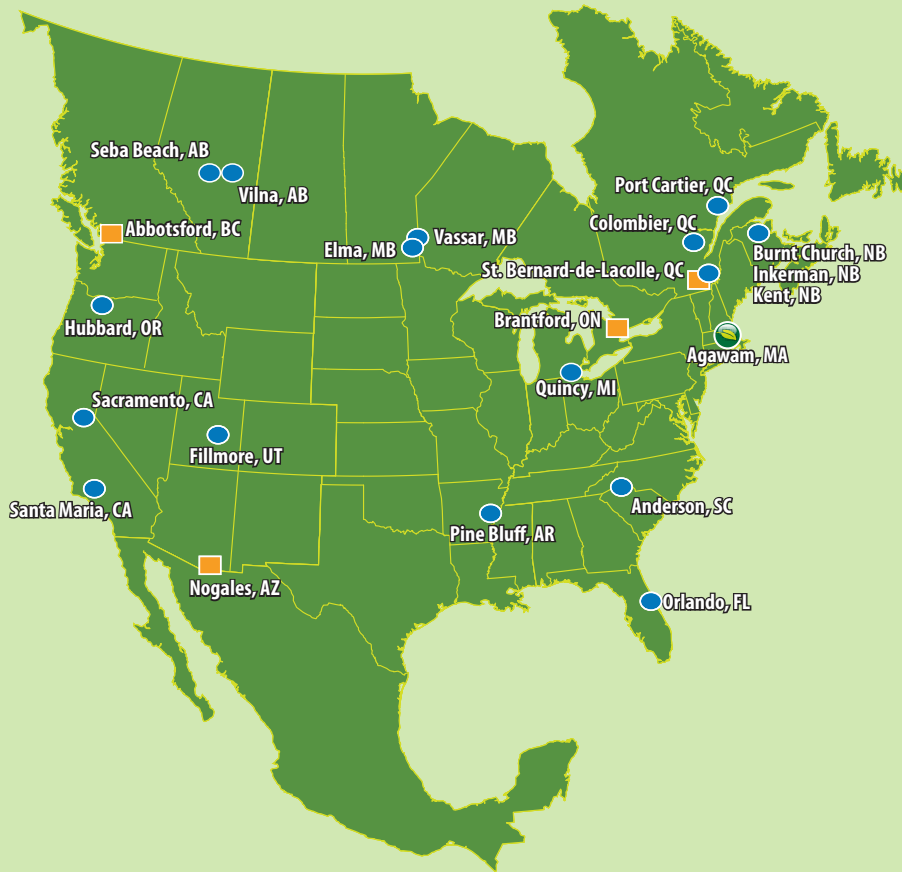 Seba Beach, AB
Vilna, AB
Port Cartier, QC
Colombier, QC
Abbotsford, BC
Vassar, MB
Elma, MB
Burnt Church, NB
Inkerman, NB
Kent, NB
St. Bernard-de-Lacolle, QC
Hubbard, OR
Brantford, ON
Agawam, MA
Quincy, MI
Sacramento, CA
Fillmore, UT
Santa Maria, CA
Anderson, SC
Pine Bluff, AR
Nogales, AZ
Orlando, FL